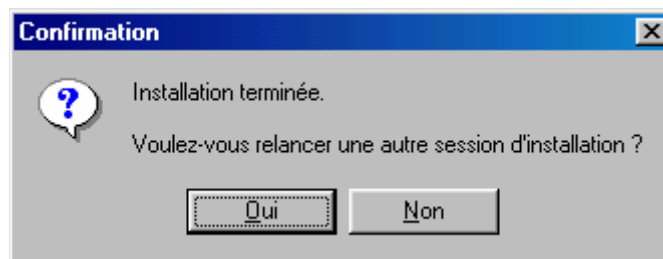 Confirmation
Installation terminée.
Voulez-vous relancer une autre session d'installation ?
Oui Non